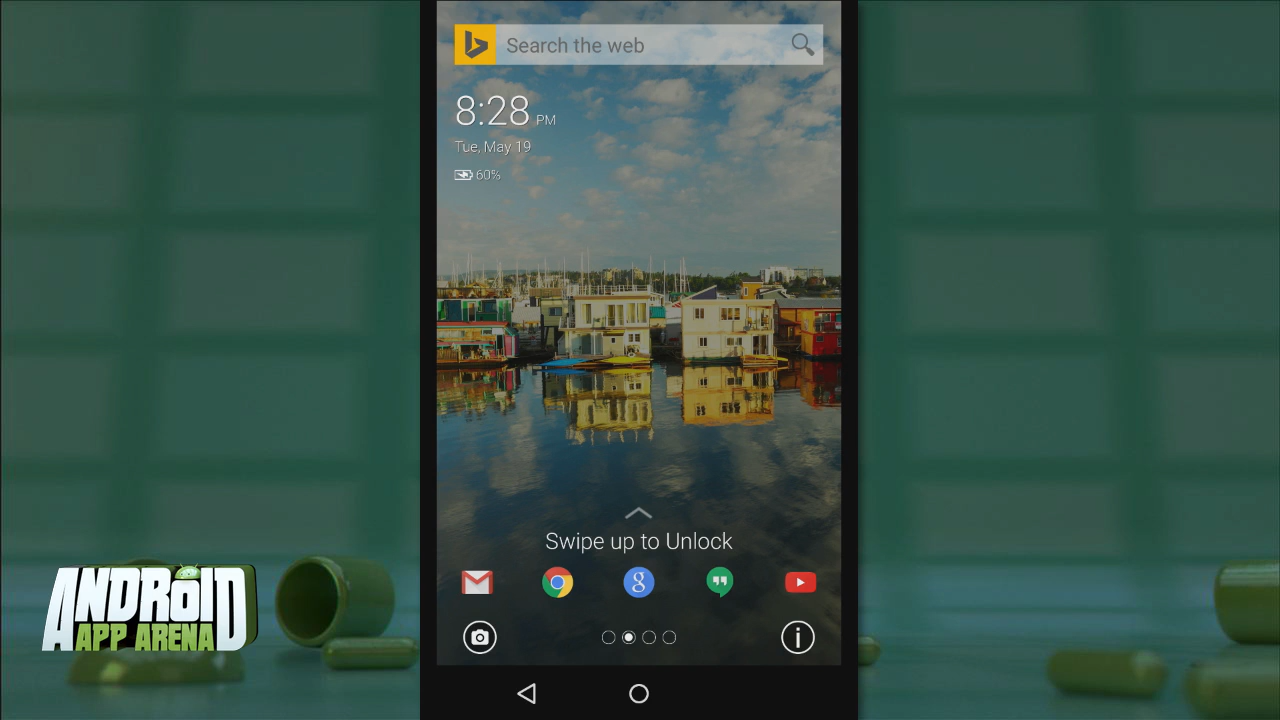 Search the web
8:28 PM
Tue, May 19
60%
Swipe up to Unlock
ANDROID
APP ARENA